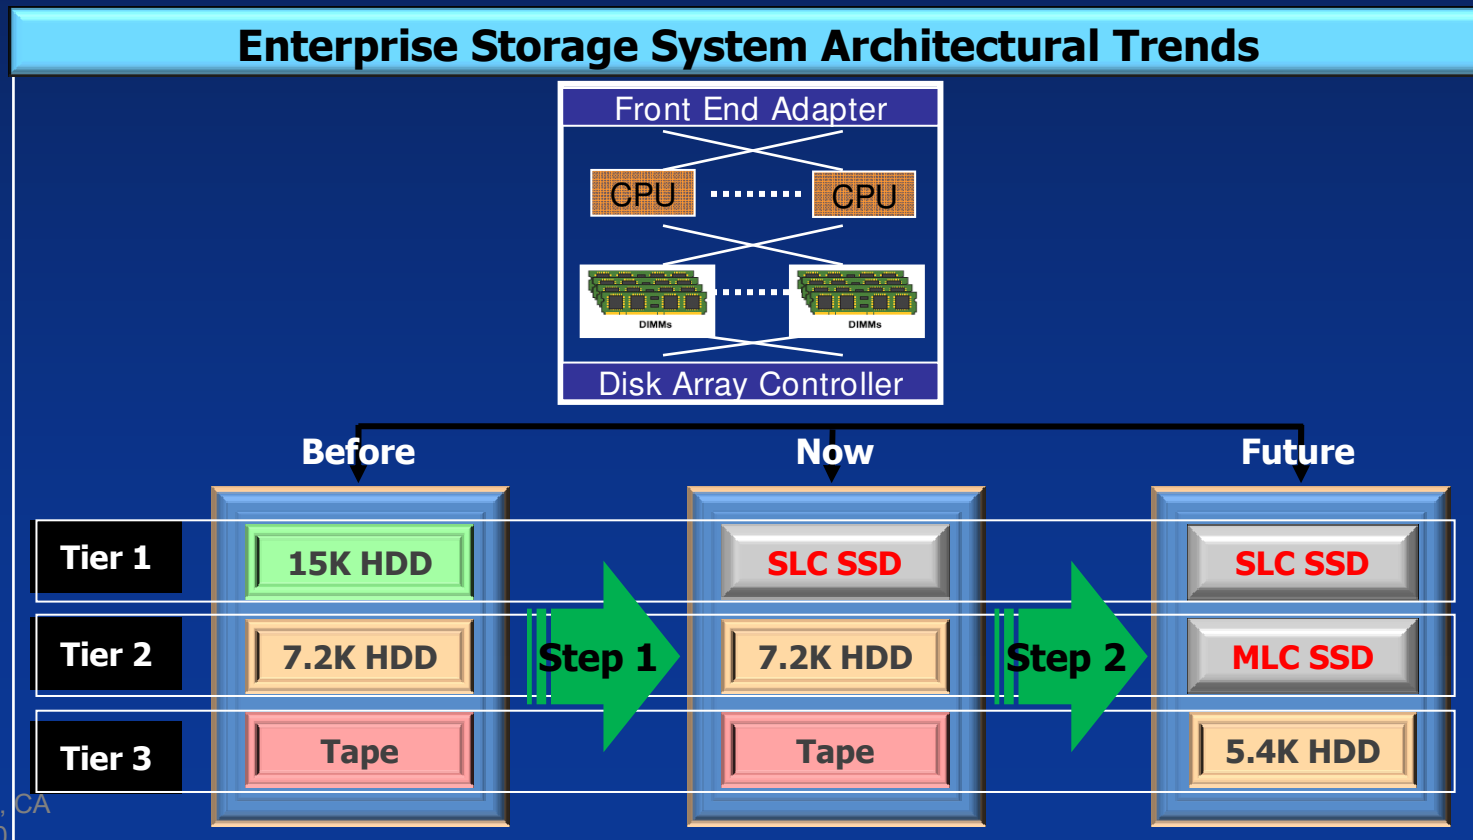 Enterprise Storage System Architectural Trends
Front End Adapter
CPU CPU
DIMMs DIMMs
Disk Array Controller
Before Now Future
Tier 1 15K HDD SLC SSD SLC SSD
Tier 2 7.2K HDD Step 1 7.2K HDD Step 2 MLC SSD
Tier 3 Tape Tape 5.4K HDD
, CA